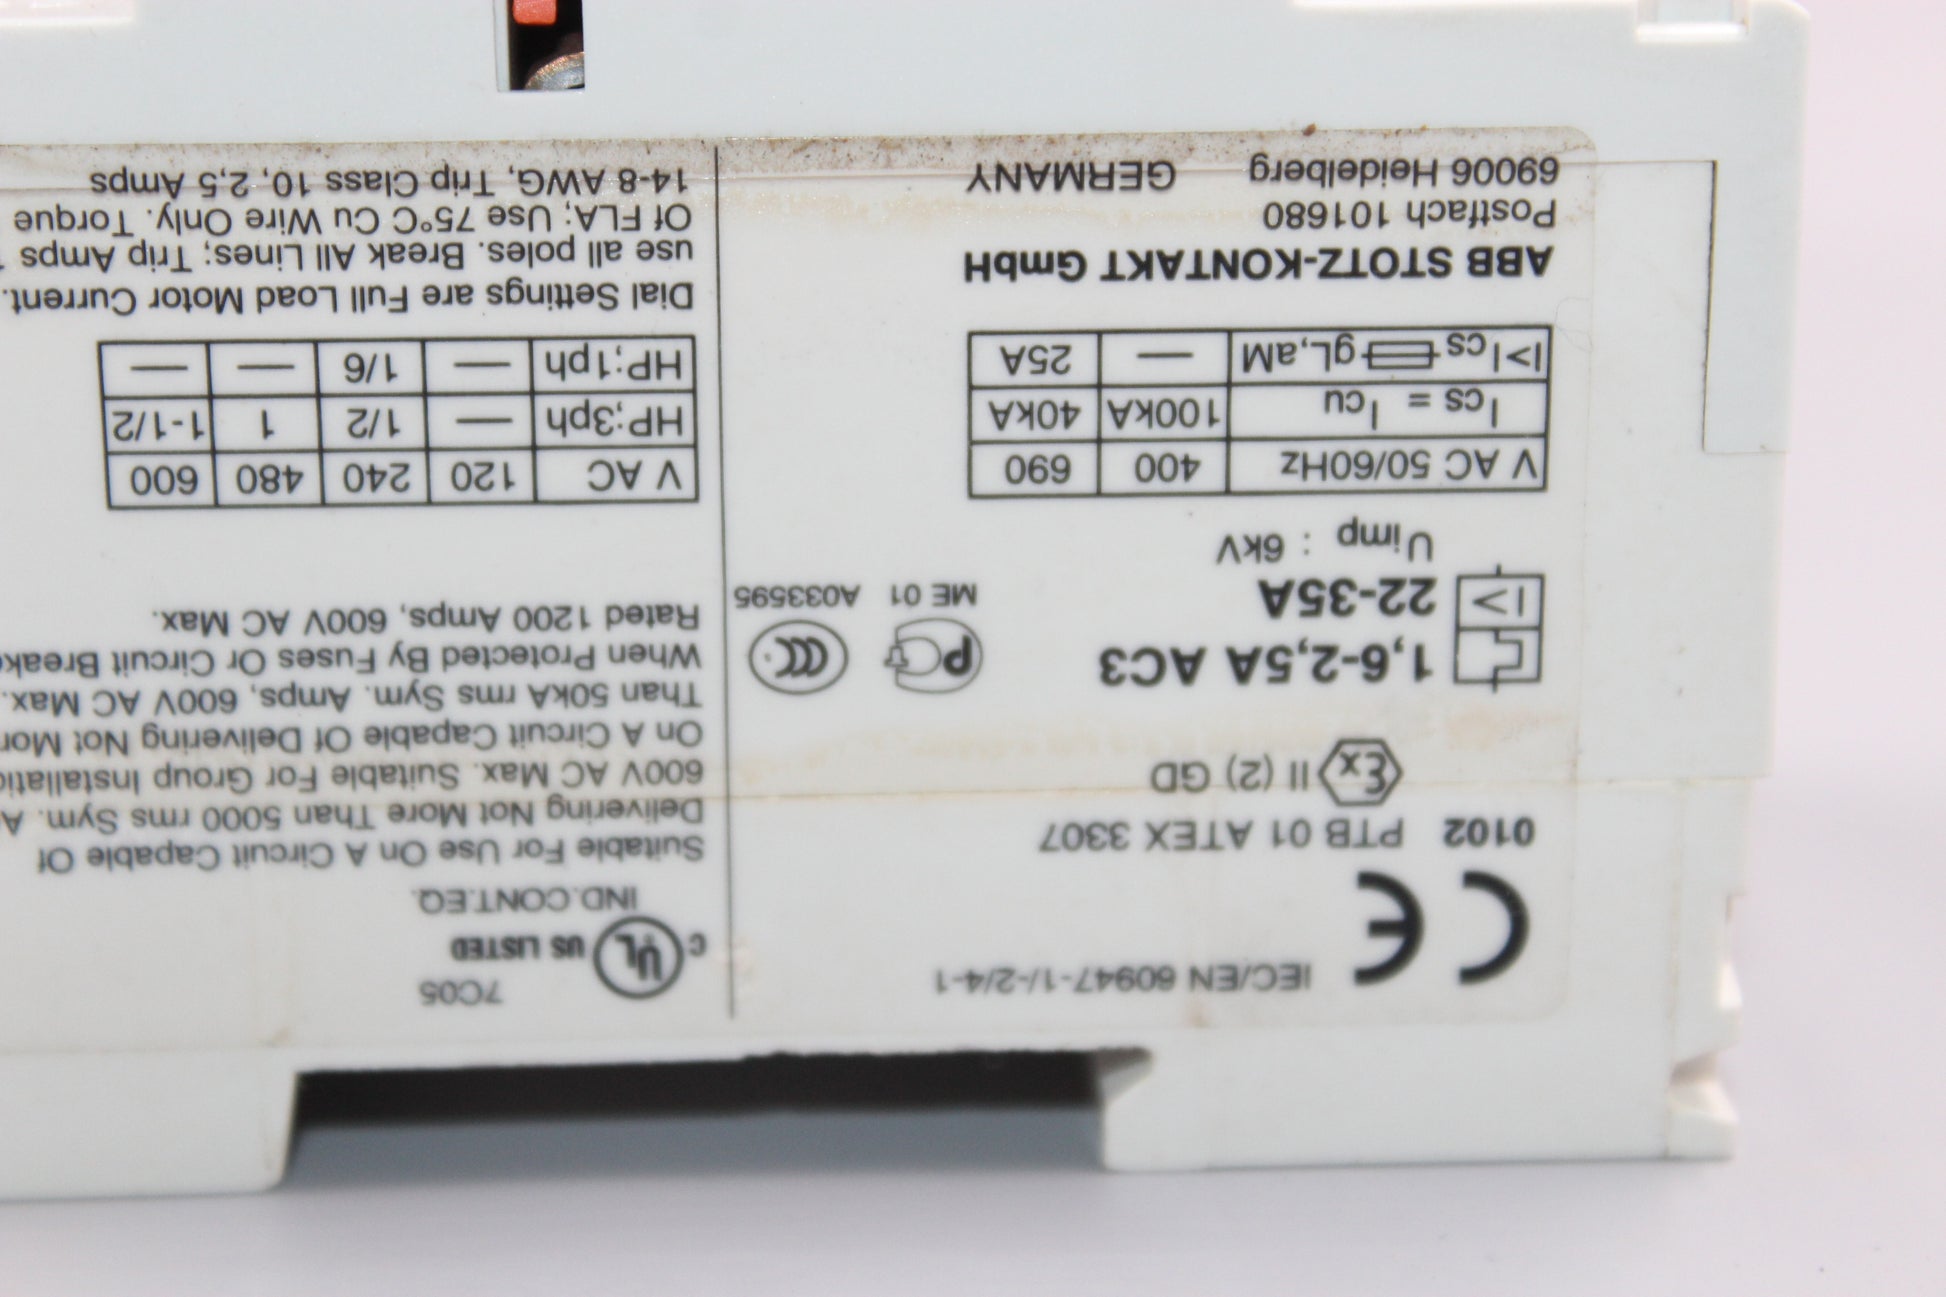 IEC/EN 60947-1/-2/4-1
CE
0102 PTB 01 ATEX 3307
Ex II (2) GD
1,6-2,5A AC3
22-35A
I>
ME 01 A033595
Uimp : 6kV
V AC 50/60Hz 400 690
Ics = Icu 100kA 40kA
I>Ics gL,aM — 25A
ABB STOTZ-KONTAKT GmbH
Postfach 101680
69006 Heidelberg GERMANY
7C05
C UL US LISTED
IND.CONT.EQ.
Suitable For Use On A Circuit Capable Of
Delivering Not More Than 5000 rms Sym.
600V AC Max. Suitable For Group
On A Circuit Capable Of Delivering Not
Than 50kA rms Sym. Amps, 600V AC Max.
When Protected By Fuses Or Circuit
Rated 1200 Amps, 600V AC Max.
V AC 120 240 480 600
HP;3ph — 1/2 1 1-1/2
HP;1ph — 1/6 — —
Dial Settings are Full Load Motor Current.
use all poles. Break All Lines; Trip Amps
Of FLA; Use 75°C Cu Wire Only. Torque
14-8 AWG, Trip Class 10, 2,5 Amps